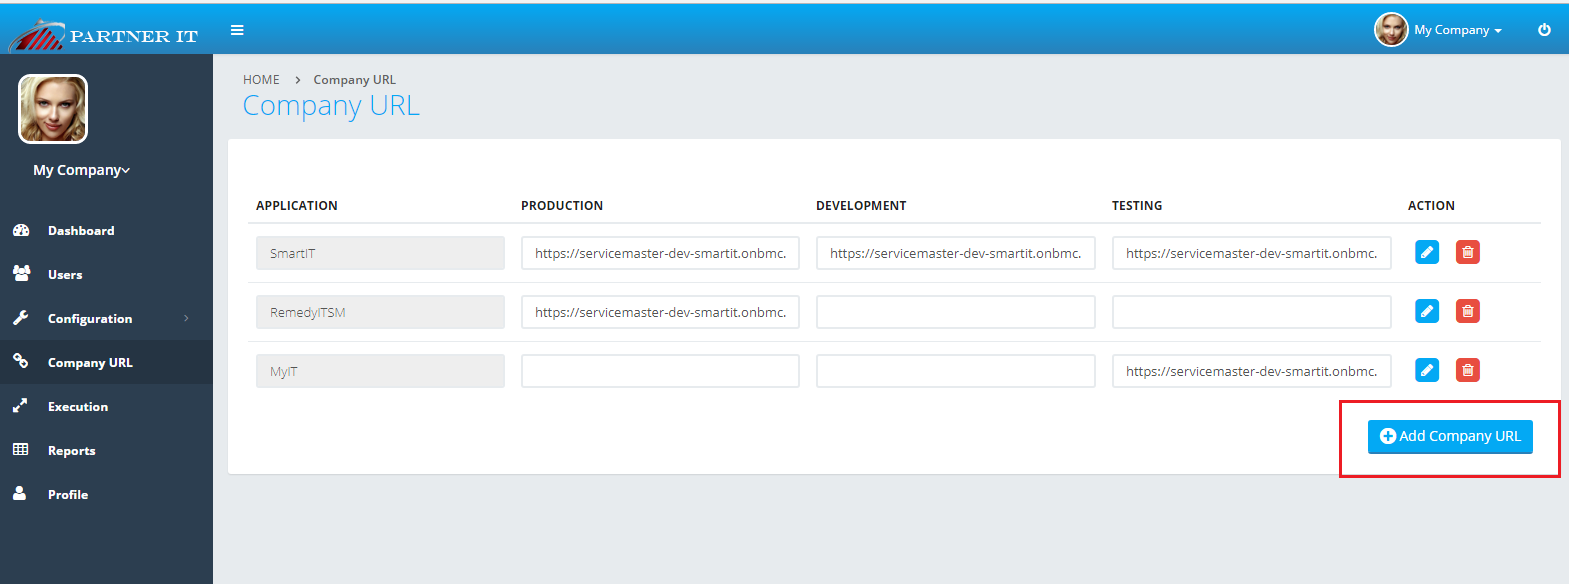 PARTNER IT
My Company
My Company
Dashboard
Users
Configuration
Company URL
Execution
Reports
Profile
HOME > Company URL
Company URL
APPLICATION PRODUCTION DEVELOPMENT TESTING ACTION
SmartIT https://servicemaster-dev-smartit.onbmc. https://servicemaster-dev-smartit.onbmc. https://servicemaster-dev-smartit.onbmc.
RemedyITSM https://servicemaster-dev-smartit.onbmc.
MyIT https://servicemaster-dev-smartit.onbmc.
Add Company URL